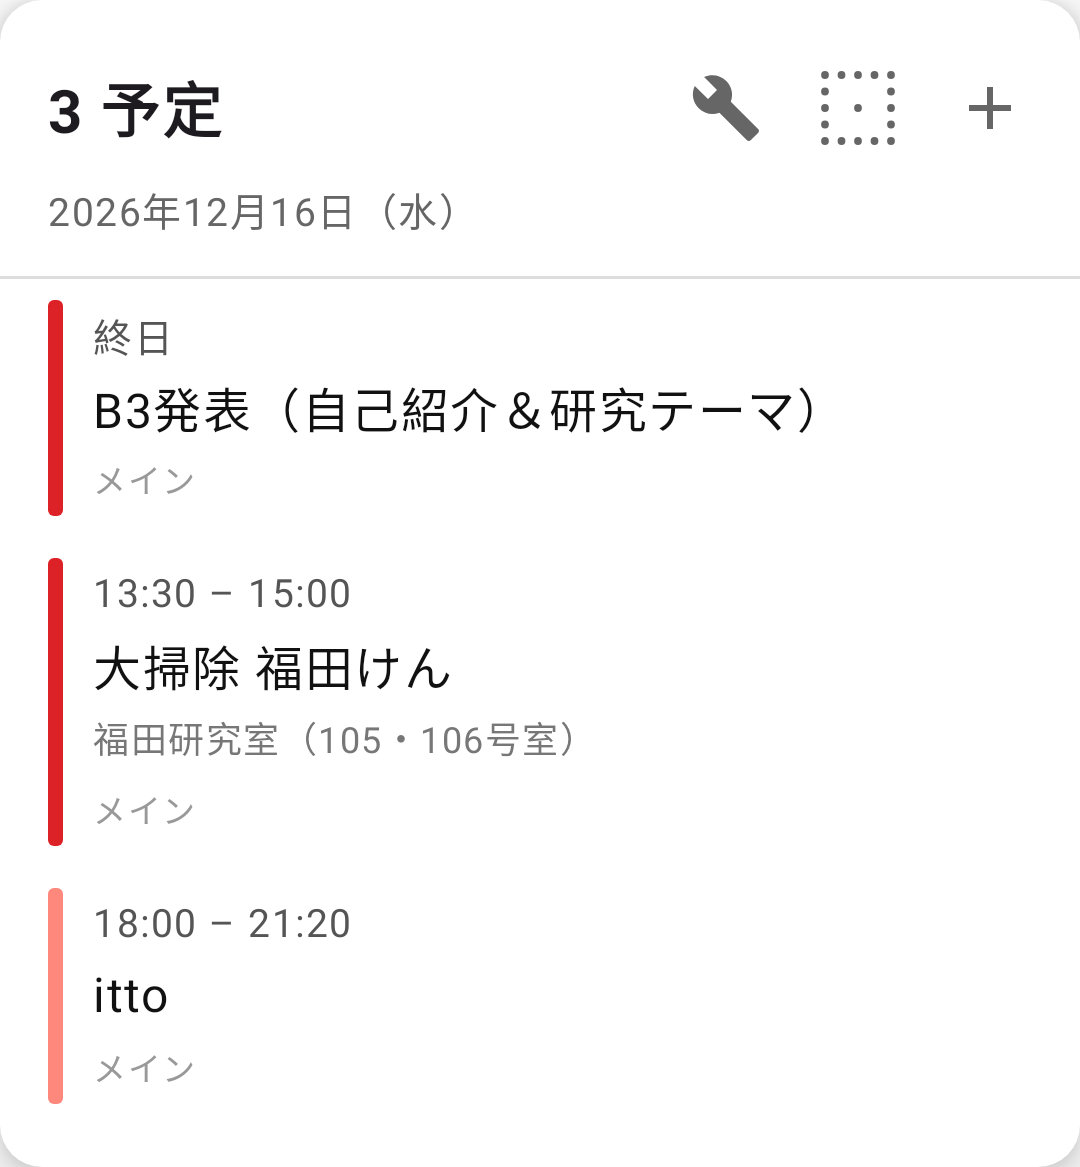 3 予定
2026年12月16日（水）
終日
B3発表（自己紹介＆研究テーマ）
メイン
13:30 – 15:00
大掃除 福田けん
福田研究室（105・106号室）
メイン
18:00 – 21:20
itto
メイン